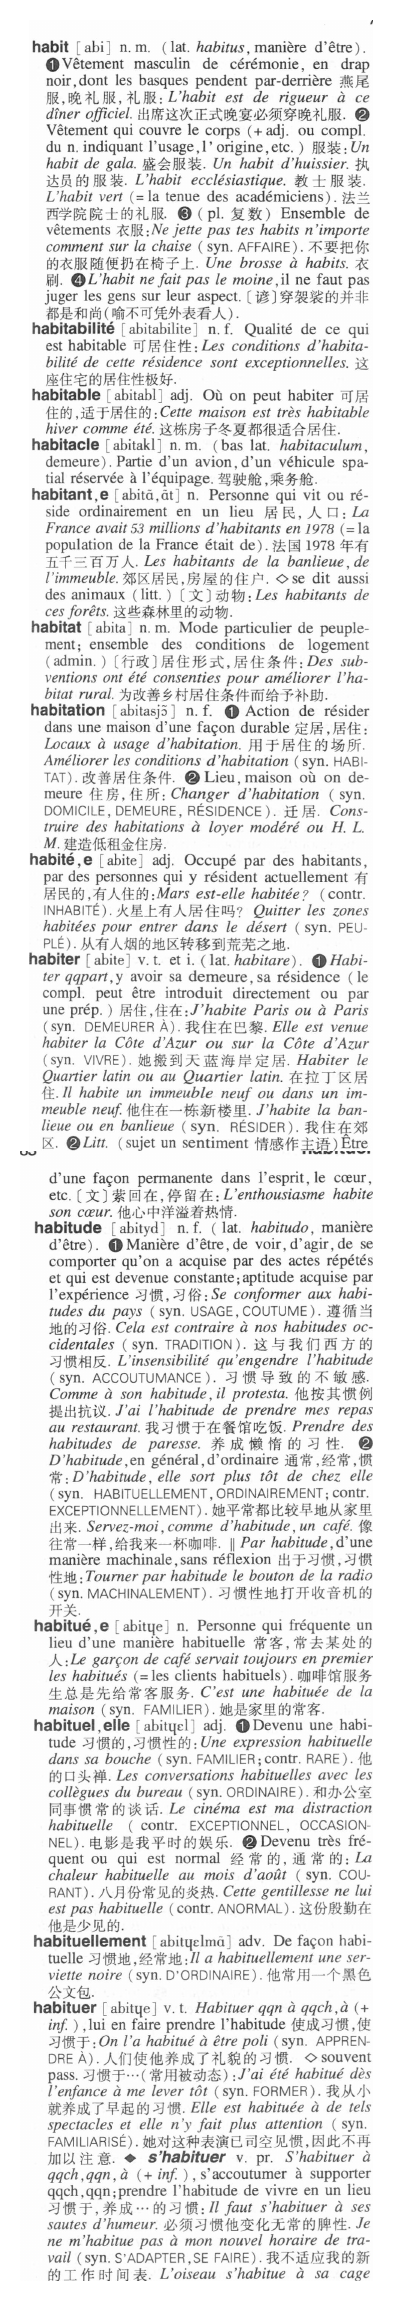 habit [abi] n. m. (lat. habitus, manière d'être).
❶Vêtement masculin de cérémonie, en drap
noir, dont les basques pendent par-derrière 燕尾
服,晚礼服,礼服: L'habit est de rigueur à ce
dîner officiel. 出席这次正式晚宴必须穿晚礼服. ❷
Vêtement qui couvre le corps (+ adj. ou compl.
du n. indiquant l'usage, l'origine, etc.) 服装: Un
habit de gala. 盛会服装. Un habit d'huissier. 执
达员的服装. L'habit ecclésiastique. 教士服装.
L'habit vert (= la tenue des académiciens). 法兰
西学院院士的礼服. ❸ (pl. 复数) Ensemble de
vêtements 衣服: Ne jette pas tes habits n'importe
comment sur la chaise (syn. AFFAIRE). 不要把你
的衣服随便扔在椅子上. Une brosse à habits. 衣
刷. ❹L'habit ne fait pas le moine, il ne faut pas
juger les gens sur leur aspect. [谚]穿袈裟的并非
都是和尚(喻不可凭外表看人).
habitabilité [abitabilite] n. f. Qualité de ce qui
est habitable 可居住性: Les conditions d'habita-
bilité de cette résidence sont exceptionnelles. 这
座住宅的居住性极好.
habitable [abitabl] adj. Où on peut habiter 可居
住的,适于居住的: Cette maison est très habitable
hiver comme été. 这栋房子冬夏都很适合居住.
habitacle [abitakl] n. m. (bas lat. habitaculum,
demeure). Partie d'un avion, d'un véhicule spa-
tial réservée à l'équipage. 驾驶舱,乘务舱.
habitant, e [abitɑ̃, ɑ̃t] n. Personne qui vit ou ré-
side ordinairement en un lieu 居民,人口: La
France avait 53 millions d'habitants en 1978 (= la
population de la France était de). 法国1978年有
五千三百万人. Les habitants de la banlieue, de
l'immeuble. 郊区居民,房屋的住户. ◇se dit aussi
des animaux (litt.) [文]动物: Les habitants de
ces forêts. 这些森林里的动物.
habitat [abita] n. m. Mode particulier de peuple-
ment; ensemble des conditions de logement
(admin.) [行政]居住形式,居住条件: Des sub-
ventions ont été consenties pour améliorer l'ha-
bitat rural. 为改善乡村居住条件而给予补助.
habitation [abitasjɔ̃] n. f. ❶ Action de résider
dans une maison d'une façon durable 定居,居住:
Locaux à usage d'habitation. 用于居住的场所.
Améliorer les conditions d'habitation (syn. HABI-
TAT). 改善居住条件. ❷ Lieu, maison où on de-
meure 住房,住所: Changer d'habitation (syn.
DOMICILE, DEMEURE, RÉSIDENCE). 迁居. Cons-
truire des habitations à loyer modéré ou H. L.
M. 建造低租金住房.
habité, e [abite] adj. Occupé par des habitants,
par des personnes qui y résident actuellement 有
居民的,有人住的: Mars est-elle habitée? (contr.
INHABITÉ). 火星上有人居住吗? Quitter les zones
habitées pour entrer dans le désert (syn. PEU-
PLÉ). 从有人烟的地区转移到荒芜之地.
habiter [abite] v. t. et i. (lat. habitare). ❶Habi-
ter qqpart, y avoir sa demeure, sa résidence (le
compl. peut être introduit directement ou par
une prép.) 居住,住在: J'habite Paris ou à Paris
(syn. DEMEURER À). 我住在巴黎. Elle est venue
habiter la Côte d'Azur ou sur la Côte d'Azur
(syn. VIVRE). 她搬到天蓝海岸定居. Habiter le
Quartier latin ou au Quartier latin. 在拉丁区居
住. Il habite un immeuble neuf ou dans un im-
meuble neuf. 他住在一栋新楼里. J'habite la ban-
lieue ou en banlieue (syn. RÉSIDER). 我住在郊
区. ❷Litt. (sujet un sentiment 情感作主语) Être
d'une façon permanente dans l'esprit, le cœur,
etc. [文]萦回在,停留在: L'enthousiasme habite
son cœur. 他心中洋溢着热情.
habitude [abityd] n. f. (lat. habitudo, manière
d'être). ❶ Manière d'être, de voir, d'agir, de se
comporter qu'on a acquise par des actes répétés
et qui est devenue constante; aptitude acquise par
l'expérience 习惯,习俗: Se conformer aux habi-
tudes du pays (syn. USAGE, COUTUME). 遵循当
地的习俗. Cela est contraire à nos habitudes oc-
cidentales (syn. TRADITION). 这与我们西方的
习惯相反. L'insensibilité qu'engendre l'habitude
(syn. ACCOUTUMANCE). 习惯导致的不敏感.
Comme à son habitude, il protesta. 他按其惯例
提出抗议. J'ai l'habitude de prendre mes repas
au restaurant. 我习惯于在餐馆吃饭. Prendre des
habitudes de paresse. 养成懒惰的习性. ❷
D'habitude, en général, d'ordinaire 通常,经常,惯
常: D'habitude, elle sort plus tôt de chez elle
(syn. HABITUELLEMENT, ORDINAIREMENT; contr.
EXCEPTIONNELLEMENT). 她平常都比较早地从家里
出来. Servez-moi, comme d'habitude, un café. 像
往常一样,给我来一杯咖啡. ‖ Par habitude, d'une
manière machinale, sans réflexion 出于习惯,习惯
性地: Tourner par habitude le bouton de la radio
(syn. MACHINALEMENT). 习惯性地打开收音机的
开关.
habitué, e [abitɥe] n. Personne qui fréquente un
lieu d'une manière habituelle 常客,常去某处的
人: Le garçon de café servait toujours en premier
les habitués (= les clients habituels). 咖啡馆服务
生总是先给常客服务. C'est une habituée de la
maison (syn. FAMILIER). 她是家里的常客.
habituel, elle [abitɥɛl] adj. ❶Devenu une habi-
tude 习惯的,习惯性的: Une expression habituelle
dans sa bouche (syn. FAMILIER; contr. RARE). 他
的口头禅. Les conversations habituelles avec les
collègues du bureau (syn. ORDINAIRE). 和办公室
同事惯常的谈话. Le cinéma est ma distraction
habituelle (contr. EXCEPTIONNEL, OCCASION-
NEL). 电影是我平时的娱乐. ❷Devenu très fré-
quent ou qui est normal 经常的,通常的: La
chaleur habituelle au mois d'août (syn. COU-
RANT). 八月份常见的炎热. Cette gentillesse ne lui
est pas habituelle (contr. ANORMAL). 这份殷勤在
他是少见的.
habituellement [abitɥɛlmɑ̃] adv. De façon habi-
tuelle 习惯地,经常地: Il a habituellement une ser-
viette noire (syn. D'ORDINAIRE). 他常用一个黑色
公文包.
habituer [abitɥe] v. t. Habituer qqn à qqch, à (+
inf.), lui en faire prendre l'habitude 使成习惯,使
习惯于: On l'a habitué à être poli (syn. APPREN-
DRE À). 人们使他养成了礼貌的习惯. ◇souvent
pass. 习惯于…(常用被动态): J'ai été habitué dès
l'enfance à me lever tôt (syn. FORMER). 我从小
就养成了早起的习惯. Elle est habituée à de tels
spectacles et elle n'y fait plus attention (syn.
FAMILIARISÉ). 她对这种表演已司空见惯,因此不再
加以注意. ◆ s'habituer v. pr. S'habituer à
qqch, qqn, à (+ inf.), s'accoutumer à supporter
qqch, qqn; prendre l'habitude de vivre en un lieu
习惯于,养成…的习惯: Il faut s'habituer à ses
sautes d'humeur. 必须习惯他变化无常的脾性. Je
ne m'habitue pas à mon nouvel horaire de tra-
vail (syn. S'ADAPTER, SE FAIRE). 我不适应我的新
的工作时间表. L'oiseau s'habitue à sa cage